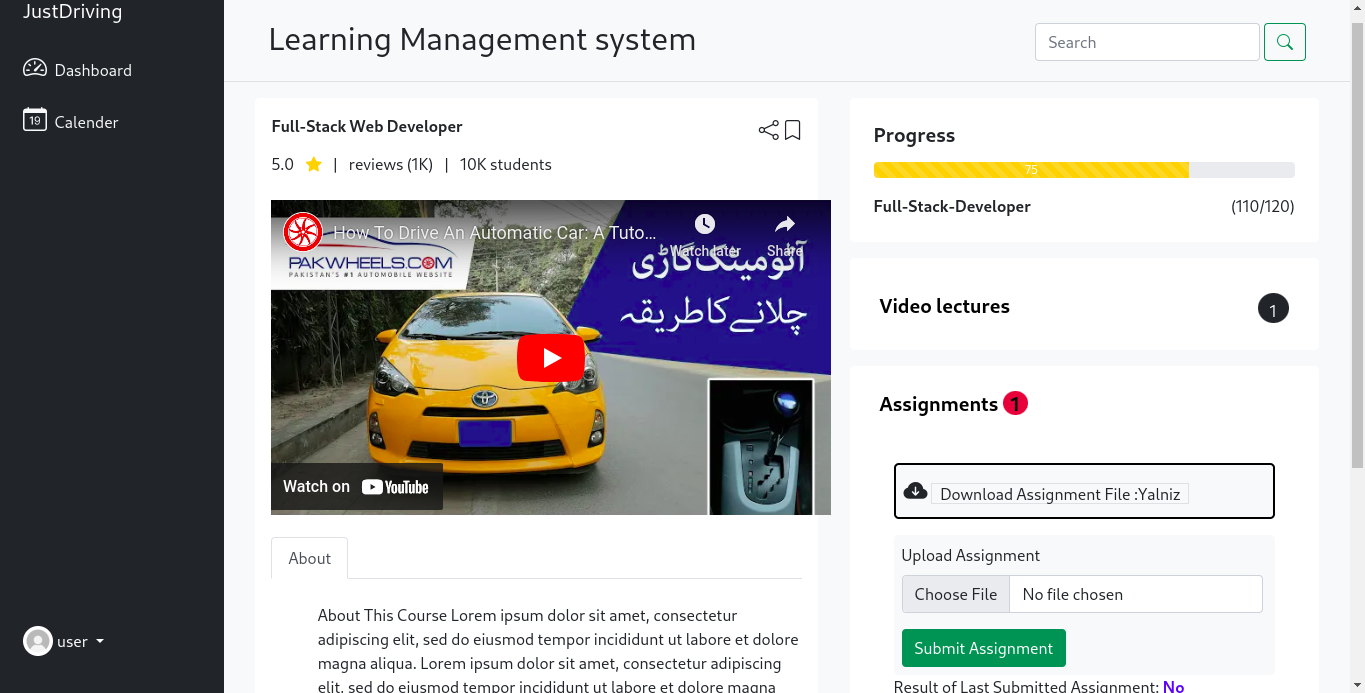 JustDriving
Dashboard
19
Calender
user
Learning Management system
Search
Full-Stack Web Developer
5.0 | reviews (1K) | 10K students
How To Drive An Automatic Car: A Tuto...
Watch later
Share
PAKWHEELS.COM
PAKISTAN'S #1 AUTOMOBILE WEBSITE
آٹومیٹک گاڑی
چلانے کا طریقہ
Watch on YouTube
About
About This Course Lorem ipsum dolor sit amet, consectetur
adipiscing elit, sed do eiusmod tempor incididunt ut labore et dolore
magna aliqua. Lorem ipsum dolor sit amet, consectetur adipiscing
elit, sed do eiusmod tempor incididunt ut labore et dolore magna
Progress
75
Full-Stack-Developer (110/120)
Video lectures 1
Assignments 1
Download Assignment File :Yalniz
Upload Assignment
Choose File No file chosen
Submit Assignment
Result of Last Submitted Assignment: No